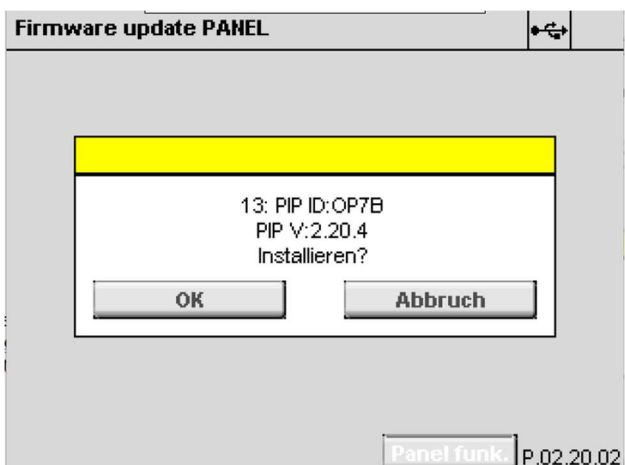 Firmware update PANEL
13: PIP ID:OP7B
PIP V:2.20.4
Installieren?
OK
Abbruch
Panel funk.
P.02.20.02